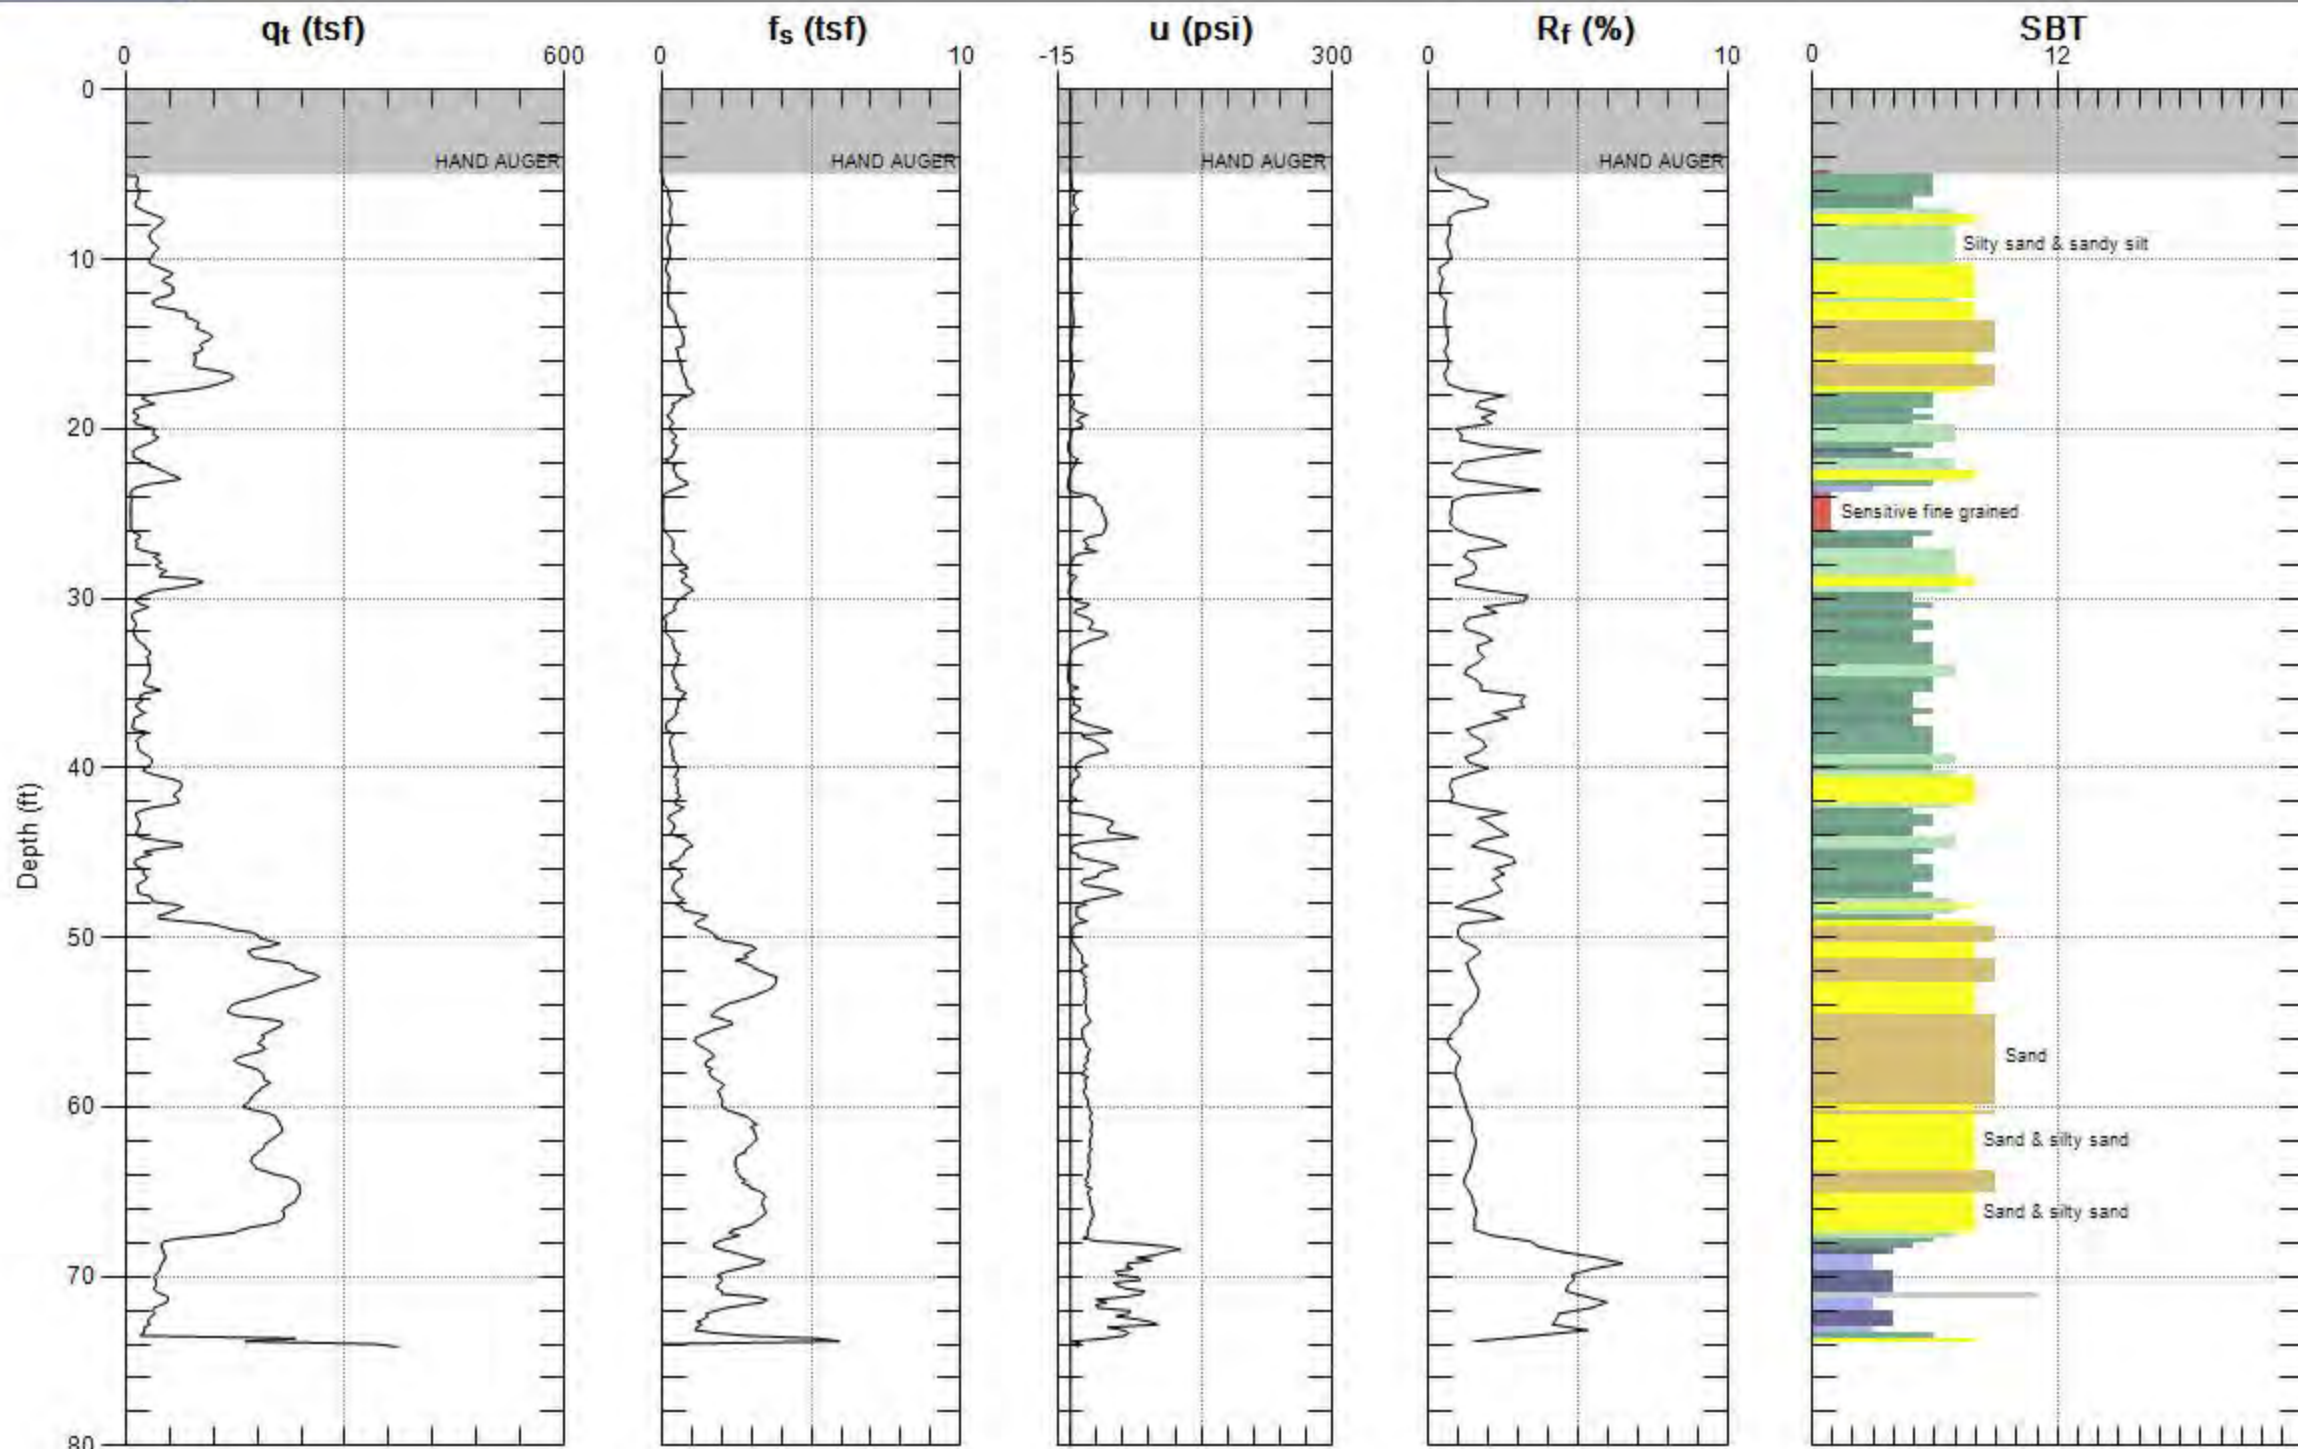 qt (tsf) fs (tsf) u (psi) Rf (%) SBT
0 600 0 10 -15 300 0 10 0 12
0
HAND AUGER HAND AUGER HAND AUGER HAND AUGER
Silty sand & sandy silt
10
20
Sensitive fine grained
30
40
Depth (ft)
50
Sand
60
Sand & silty sand
Sand & silty sand
70
80